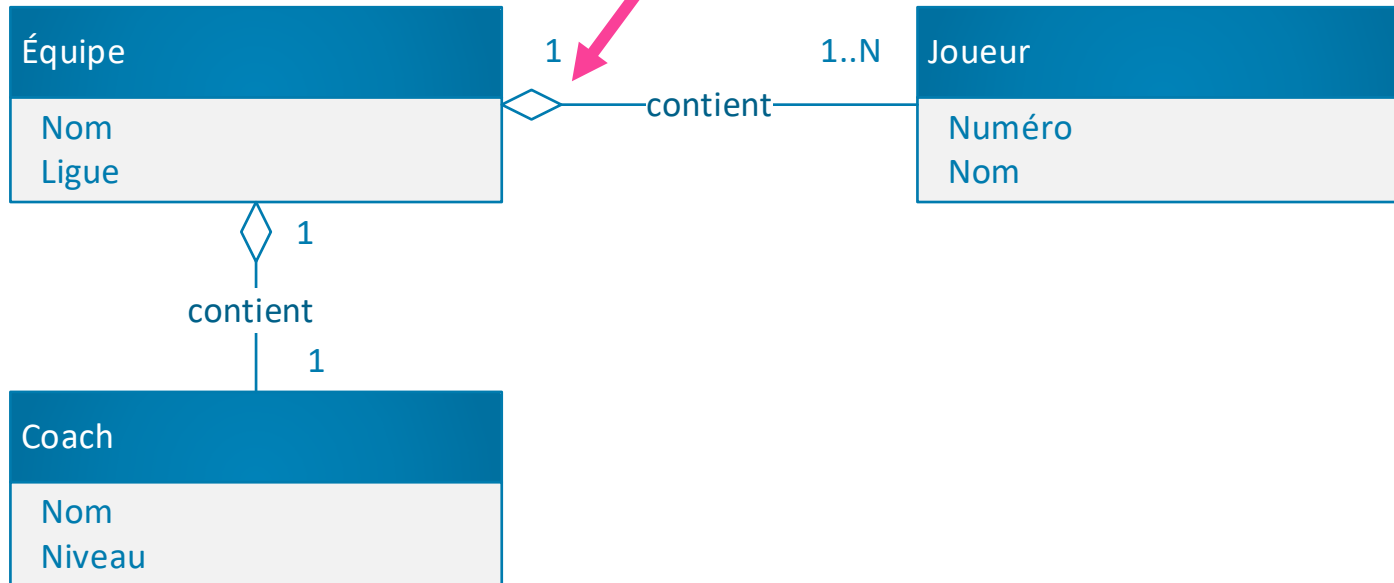 Équipe
Nom
Ligue
1
contient
1..N
Joueur
Numéro
Nom
1
contient
1
Coach
Nom
Niveau